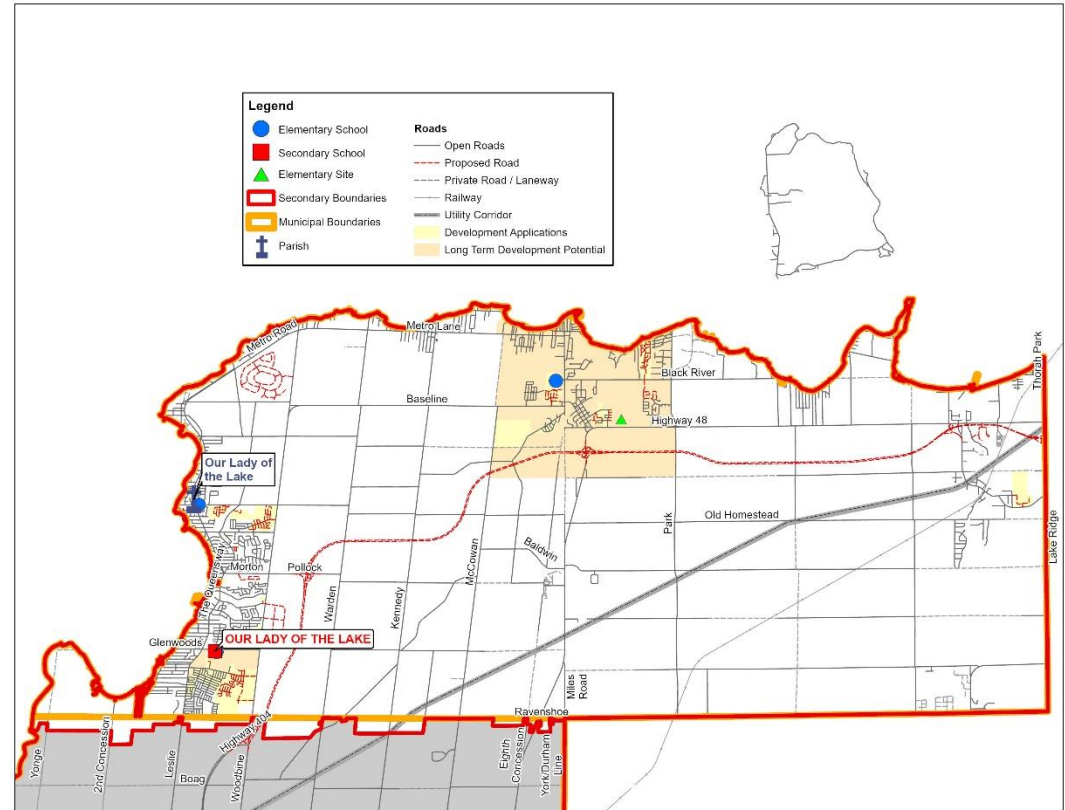 Legend
Elementary School
Secondary School
Elementary Site
Secondary Boundaries
Municipal Boundaries
Parish
Roads
Open Roads
Proposed Road
Private Road / Laneway
Railway
Utility Corridor
Development Applications
Long Term Development Potential
Metro Road
Metro Lane
Thorah Park
Black River
Baseline
Highway 48
Our Lady of
the Lake
Old Homestead
Park
Lake Ridge
The Queensway
Morton
Pollock
Baldwin
McCowan
Warden
Kennedy
Glenwoods
OUR LADY OF THE LAKE
Miles
Road
Ravenshoe
Highway 404
Yonge
2nd Concession
Leslie
Boag
Woodbine
Eighth
Concession
York/Durham
Line